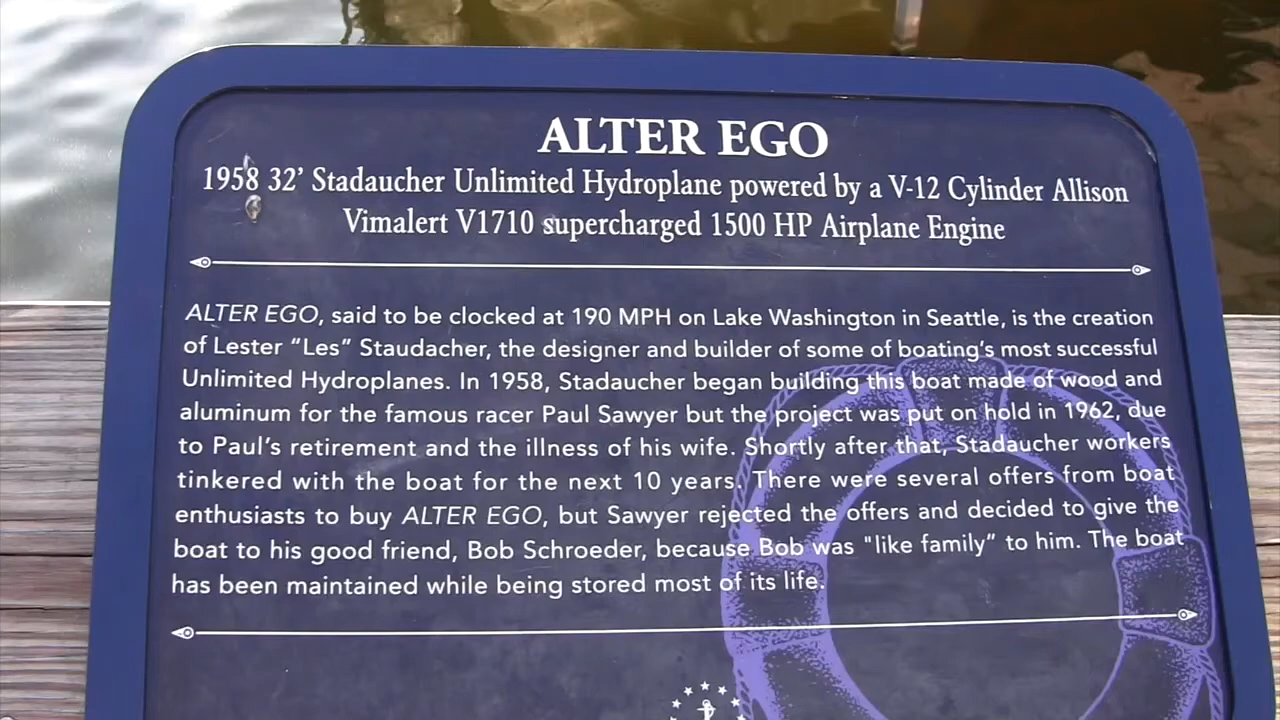 ALTER EGO
1958 32’ Stadaucher Unlimited Hydroplane powered by a V-12 Cylinder Allison
Vimalert V1710 supercharged 1500 HP Airplane Engine
ALTER EGO, said to be clocked at 190 MPH on Lake Washington in Seattle, is the creation
of Lester “Les” Staudacher, the designer and builder of some of boating’s most successful
Unlimited Hydroplanes. In 1958, Stadaucher began building this boat made of wood and
aluminum for the famous racer Paul Sawyer but the project was put on hold in 1962, due
to Paul’s retirement and the illness of his wife. Shortly after that, Stadaucher workers
tinkered with the boat for the next 10 years. There were several offers from boat
enthusiasts to buy ALTER EGO, but Sawyer rejected the offers and decided to give the
boat to his good friend, Bob Schroeder, because Bob was "like family” to him. The boat
has been maintained while being stored most of its life.